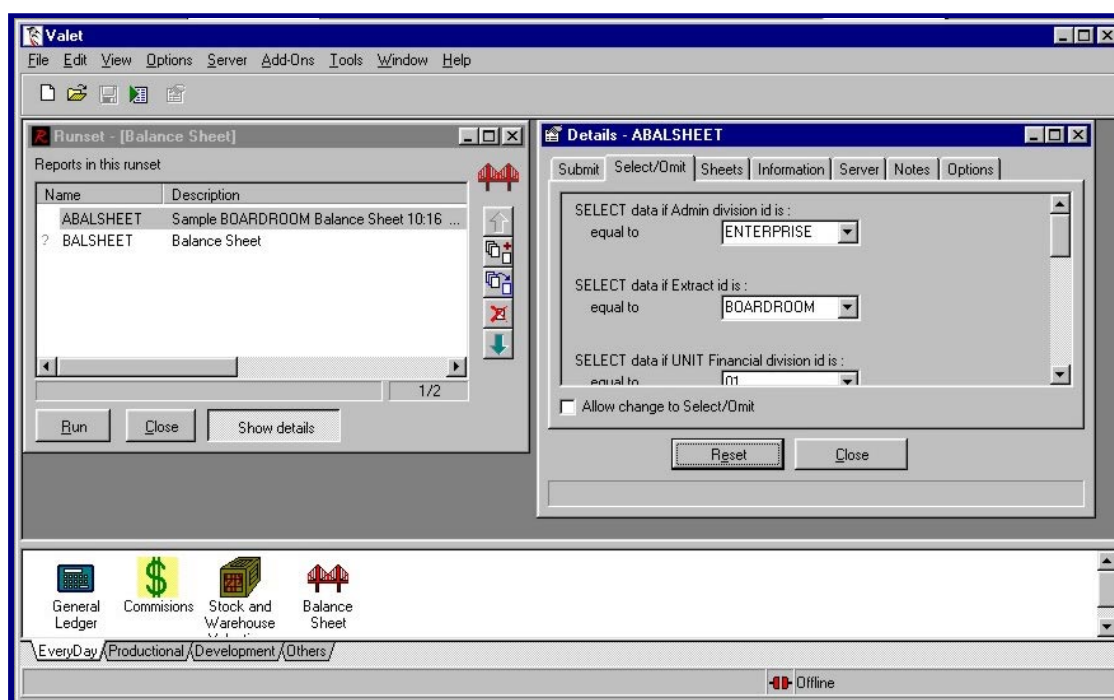 Valet
File Edit View Options Server Add-Ons Tools Window Help
Runset - [Balance Sheet]
Reports in this runset
Name Description
ABALSHEET Sample BOARDROOM Balance Sheet 10:16 ...
? BALSHEET Balance Sheet
1/2
Run Close Show details
Details - ABALSHEET
Submit Select/Omit Sheets Information Server Notes Options
SELECT data if Admin division id is :
equal to ENTERPRISE
SELECT data if Extract id is :
equal to BOARDROOM
SELECT data if UNIT Financial division id is :
equal to 01
Allow change to Select/Omit
Reset Close
General Ledger
Commisions
Stock and Warehouse
Balance Sheet
EveryDay Productional Development Others
Offline